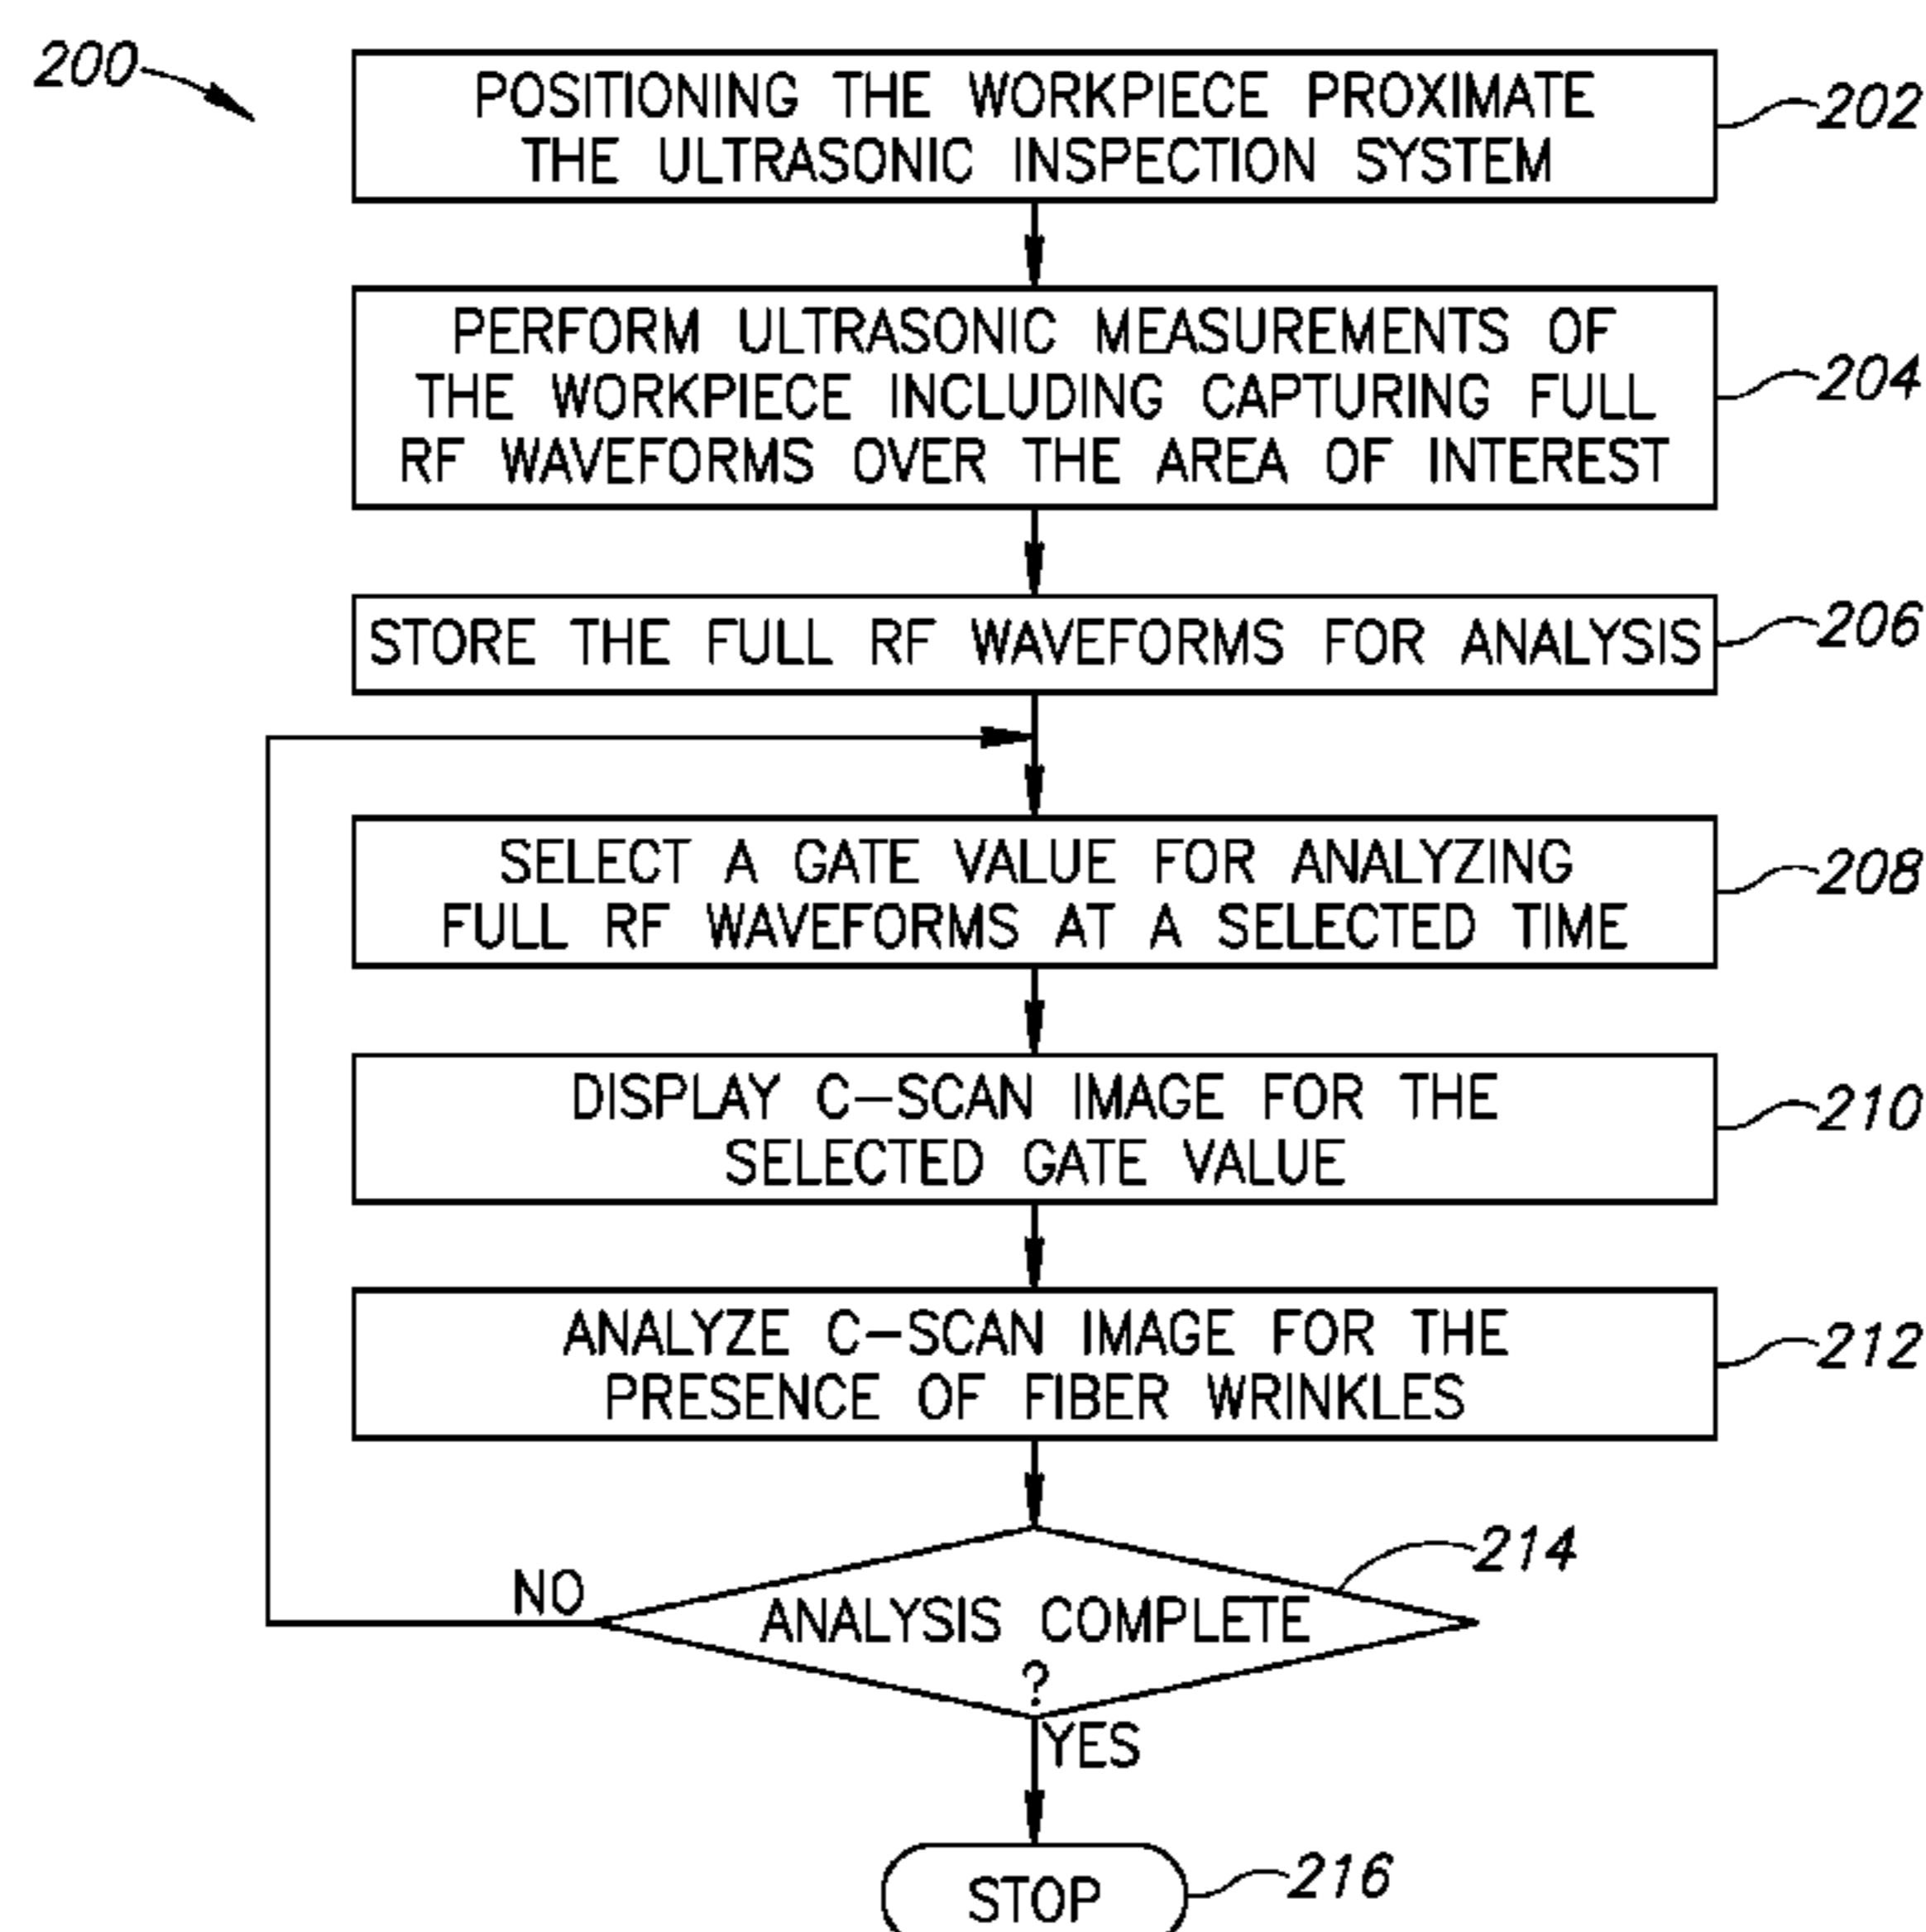 200
POSITIONING THE WORKPIECE PROXIMATE
THE ULTRASONIC INSPECTION SYSTEM
202
PERFORM ULTRASONIC MEASUREMENTS OF
THE WORKPIECE INCLUDING CAPTURING FULL
RF WAVEFORMS OVER THE AREA OF INTEREST
204
STORE THE FULL RF WAVEFORMS FOR ANALYSIS
206
SELECT A GATE VALUE FOR ANALYZING
FULL RF WAVEFORMS AT A SELECTED TIME
208
DISPLAY C-SCAN IMAGE FOR THE
SELECTED GATE VALUE
210
ANALYZE C-SCAN IMAGE FOR THE
PRESENCE OF FIBER WRINKLES
212
214
NO
ANALYSIS COMPLETE
?
YES
STOP
216